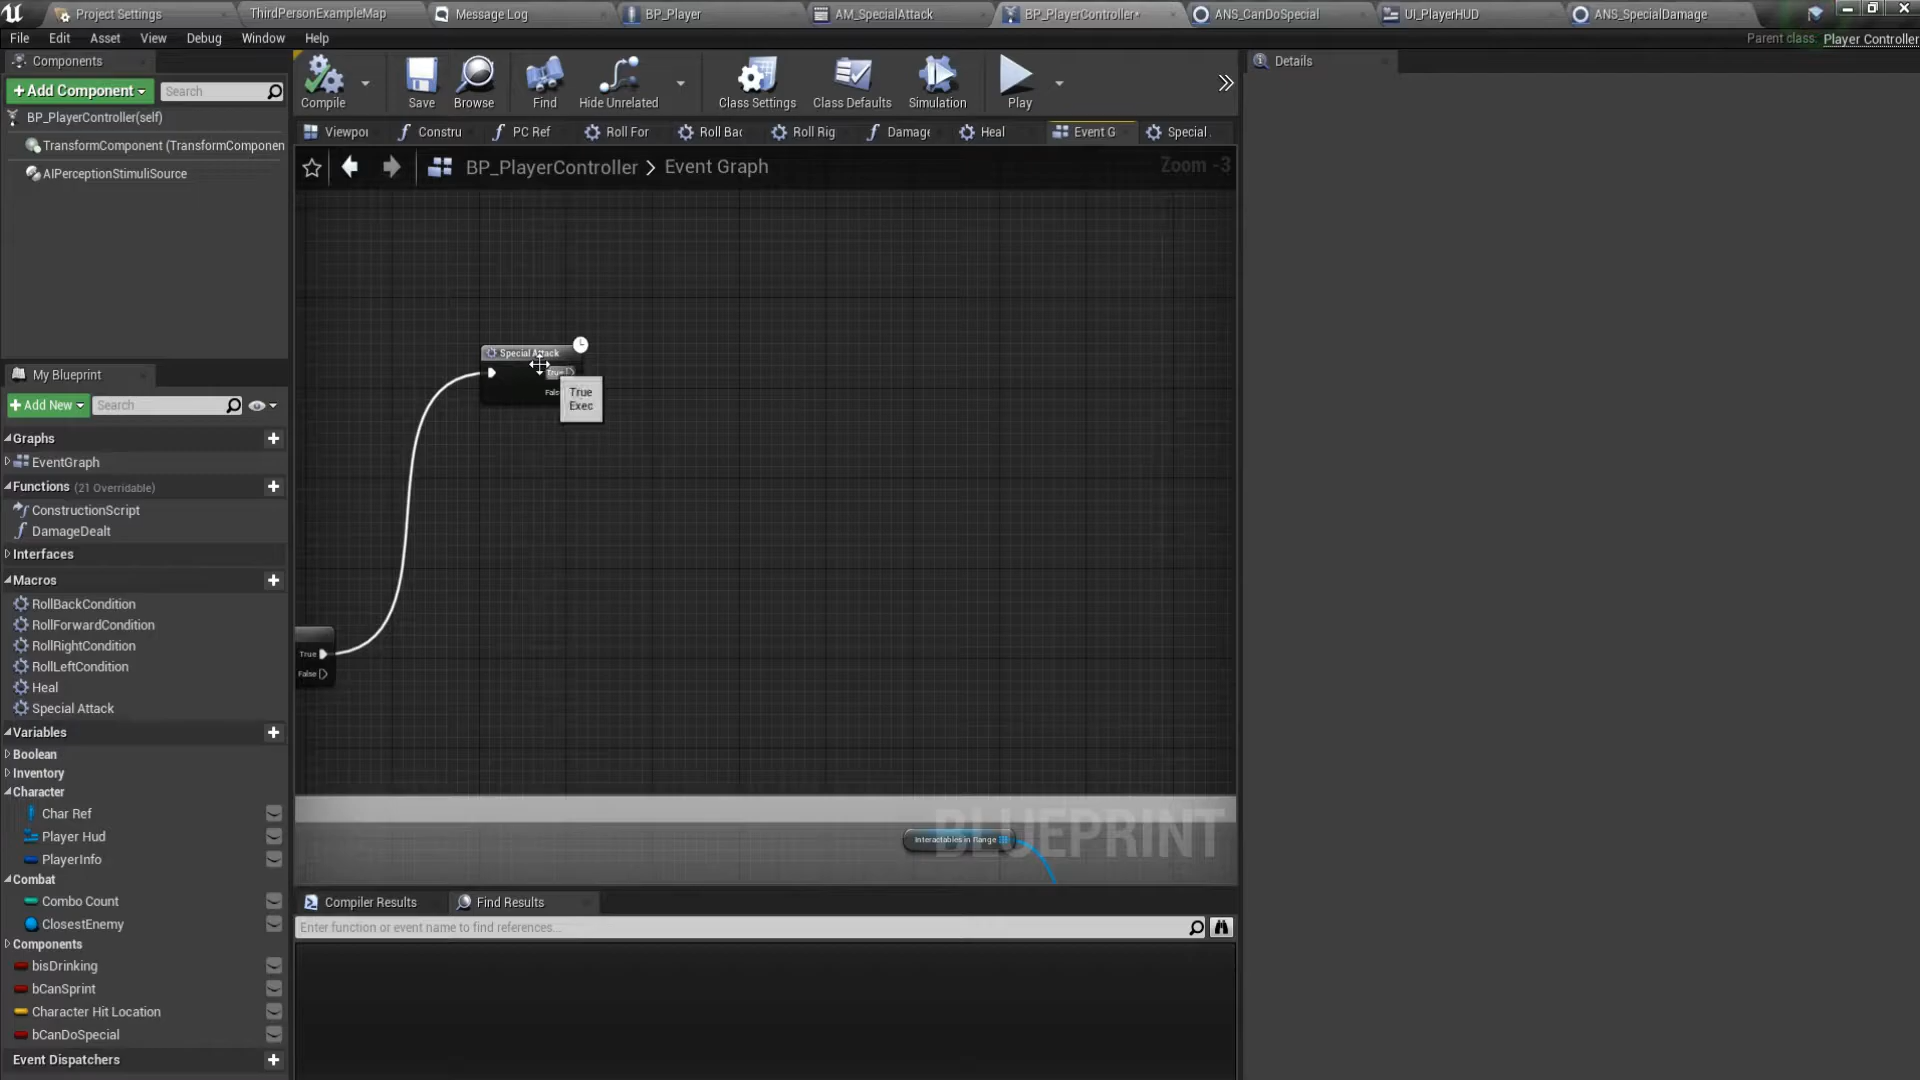 Project Settings
ThirdPersonExampleMap
Message Log
BP_Player
AM_SpecialAttack
BP_PlayerController*
ANS_CanDoSpecial
UI_PlayerHUD
ANS_SpecialDamage
File Edit Asset View Debug Window Help
Parent class: Player Controller
Components
+Add Component
Search
BP_PlayerController(self)
TransformComponent (TransformComponen
AIPerceptionStimuliSource
Compile
Save
Browse
Find
Hide Unrelated
Class Settings
Class Defaults
Simulation
Play
Details
Viewpo
Constru
PC Ref
Roll For
Roll Bac
Roll Rig
Damage
Heal
Event G
Special
BP_PlayerController > Event Graph
Zoom -3
Special Attack
True
Fals
True
Exec
True
False
Interactables in Range
BLUEPRINT
My Blueprint
+Add New
Search
Graphs
EventGraph
Functions (21 Overridable)
ConstructionScript
DamageDealt
Interfaces
Macros
RollBackCondition
RollForwardCondition
RollRightCondition
RollLeftCondition
Heal
Special Attack
Variables
Boolean
Inventory
Character
Char Ref
Player Hud
PlayerInfo
Combat
Combo Count
ClosestEnemy
Components
bisDrinking
bCanSprint
Character Hit Location
bCanDoSpecial
Event Dispatchers
Compiler Results
Find Results
Enter function or event name to find references...